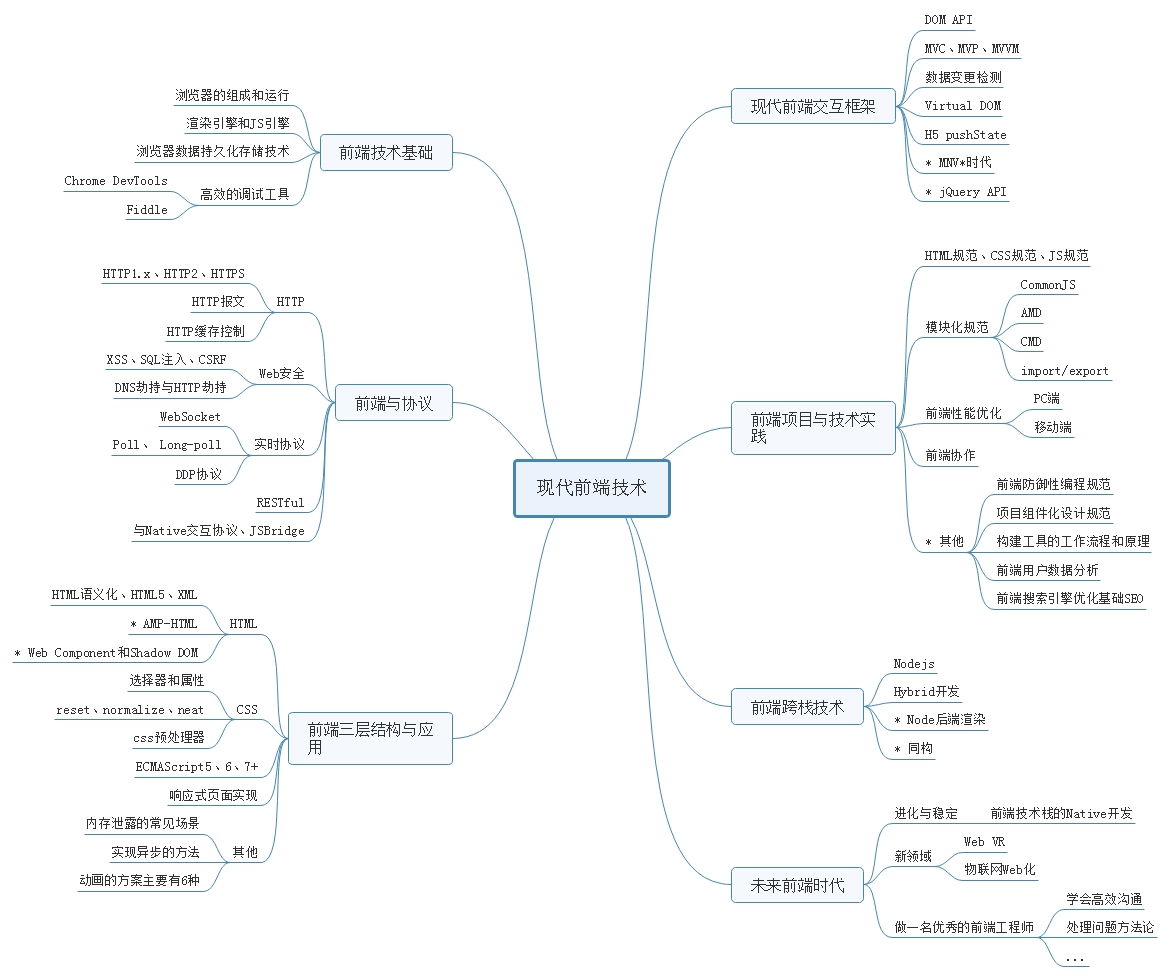 现代前端技术
前端技术基础
浏览器的组成和运行
渲染引擎和JS引擎
浏览器数据持久化存储技术
高效的调试工具
Chrome DevTools
Fiddle
前端与协议
HTTP
HTTP1.x、HTTP2、HTTPS
HTTP报文
HTTP缓存控制
Web安全
XSS、SQL注入、CSRF
DNS劫持与HTTP劫持
实时协议
WebSocket
Poll、 Long-poll
DDP协议
RESTful
与Native交互协议、JSBridge
前端三层结构与应
用
HTML
HTML语义化、HTML5、XML
* AMP-HTML
* Web Component和Shadow DOM
CSS
选择器和属性
reset、normalize、neat
css预处理器
ECMAScript5、6、7+
响应式页面实现
其他
内存泄露的常见场景
实现异步的方法
动画的方案主要有6种
现代前端交互框架
DOM API
MVC、MVP、MVVM
数据变更检测
Virtual DOM
H5 pushState
* MNV*时代
* jQuery API
前端项目与技术实
践
HTML规范、CSS规范、JS规范
模块化规范
CommonJS
AMD
CMD
import/export
前端性能优化
PC端
移动端
前端协作
* 其他
前端防御性编程规范
项目组件化设计规范
构建工具的工作流程和原理
前端用户数据分析
前端搜索引擎优化基础SEO
前端跨栈技术
Nodejs
Hybrid开发
* Node后端渲染
* 同构
未来前端时代
进化与稳定
前端技术栈的Native开发
新领域
Web VR
物联网Web化
做一名优秀的前端工程师
学会高效沟通
处理问题方法论
...